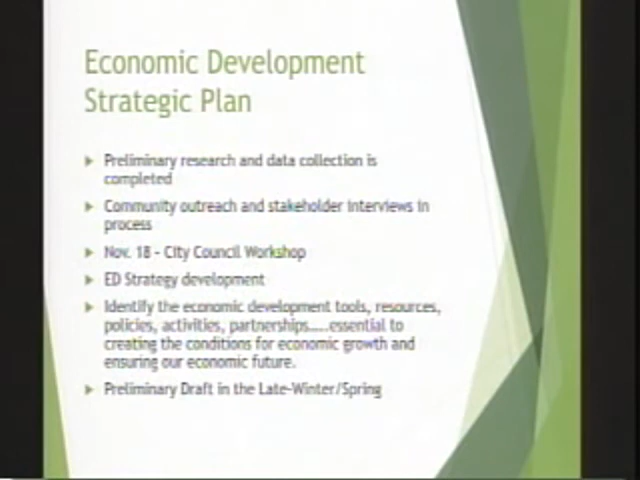 Economic Development
Strategic Plan
Preliminary research and data collection is
completed
Community outreach and stakeholder interviews in
process
Nov. 18 - City Council Workshop
ED Strategy development
Identify the economic development tools, resources,
policies, activities, partnerships.....essential to
creating the conditions for economic growth and
ensuring our economic future.
Preliminary Draft in the Late-Winter/Spring